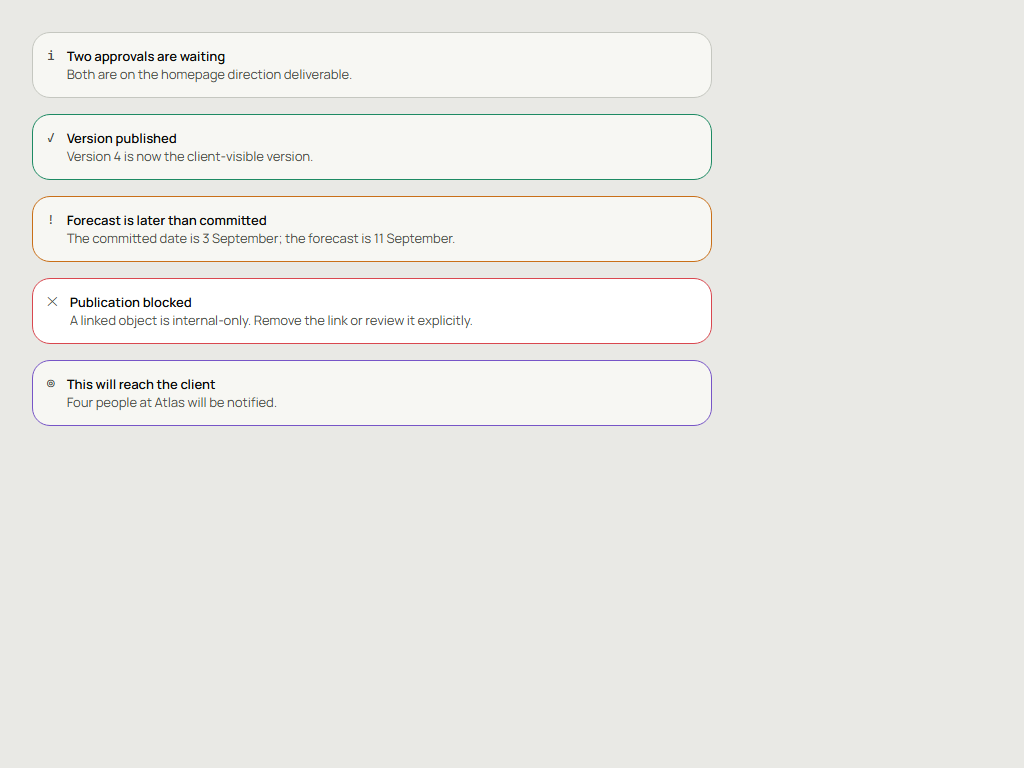 i Two approvals are waiting
Both are on the homepage direction deliverable.
✓ Version published
Version 4 is now the client-visible version.
! Forecast is later than committed
The committed date is 3 September; the forecast is 11 September.
× Publication blocked
A linked object is internal-only. Remove the link or review it explicitly.
◎ This will reach the client
Four people at Atlas will be notified.